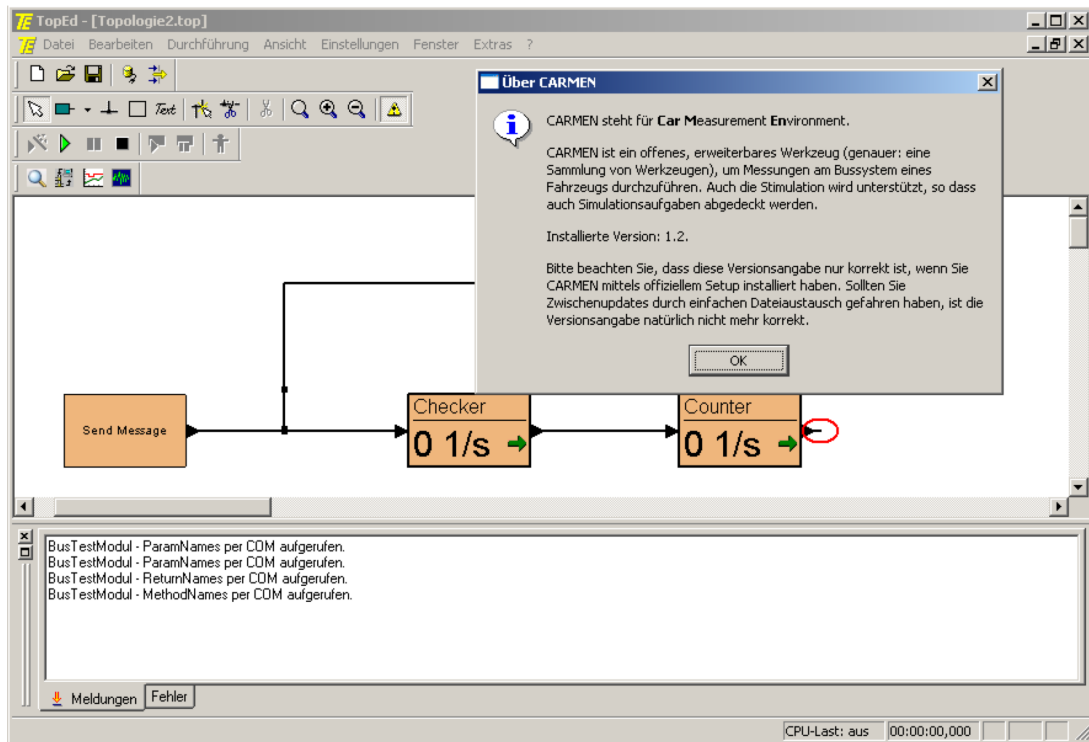 TopEd - [Topologie2.top]
Datei Bearbeiten Durchführung Ansicht Einstellungen Fenster Extras ?
Text
Über CARMEN
CARMEN steht für Car Measurement Environment.
CARMEN ist ein offenes, erweiterbares Werkzeug (genauer: eine
Sammlung von Werkzeugen), um Messungen am Bussystem eines
Fahrzeugs durchzuführen. Auch die Stimulation wird unterstützt, so dass
auch Simulationsaufgaben abgedeckt werden.
Installierte Version: 1.2.
Bitte beachten Sie, dass diese Versionsangabe nur korrekt ist, wenn Sie
CARMEN mittels offiziellem Setup installiert haben. Sollten Sie
Zwischenupdates durch einfachen Dateiaustausch gefahren haben, ist die
Versionsangabe natürlich nicht mehr korrekt.
OK
Send Message
Checker
0 1/s
Counter
0 1/s
BusTestModul - ParamNames per COM aufgerufen.
BusTestModul - ParamNames per COM aufgerufen.
BusTestModul - ReturnNames per COM aufgerufen.
BusTestModul - MethodNames per COM aufgerufen.
Meldungen Fehler
CPU-Last: aus 00:00:00,000